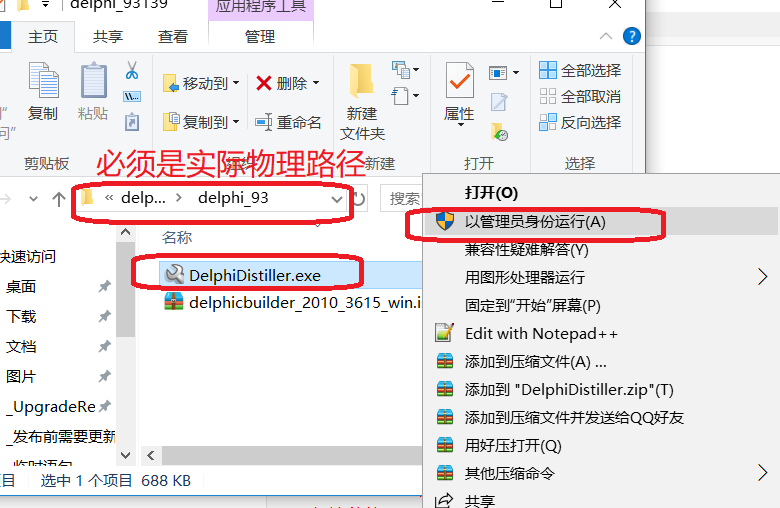 delphi_93139
应用程序工具
主页
共享
查看
管理
复制
粘贴
移动到
复制到
删除
重命名
新建
文件夹
属性
全部选择
全部取消
反向选择
剪贴板
组织
新建
打开
选择
必须是实际物理路径
« delp... › delphi_93
搜索
名称
快速访问
桌面
下载
文档
图片
_UpgradeRe
_发布前需要更新
_临时语句
DelphiDistiller.exe
delphicbuilder_2010_3615_win.i
项目
选中 1 个项目 688 KB
打开(O)
以管理员身份运行(A)
兼容性疑难解答(Y)
用图形处理器运行
固定到“开始”屏幕(P)
Edit with Notepad++
添加到压缩文件(A) ...
添加到 "DelphiDistiller.zip"(T)
添加到压缩文件并发送给QQ好友
用好压打开(Q)
其他压缩命令
共享